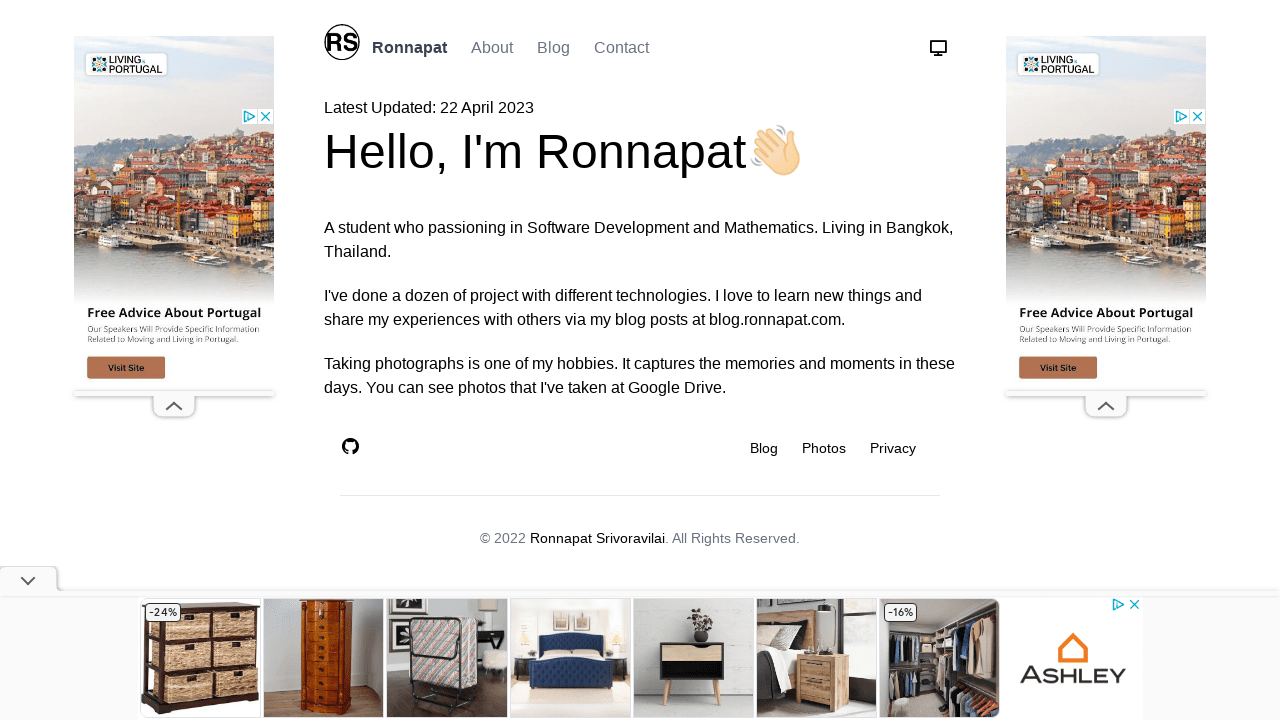 RS
Ronnapat About Blog Contact
LIVING IN
PORTUGAL
Free Advice About Portugal
Our Speakers Will Provide Specific Information
Related to Moving and Living in Portugal.
Visit Site
Latest Updated: 22 April 2023
Hello, I'm Ronnapat👋🏻
A student who passioning in Software Development and Mathematics. Living in Bangkok,
Thailand.
I've done a dozen of project with different technologies. I love to learn new things and
share my experiences with others via my blog posts at blog.ronnapat.com.
Taking photographs is one of my hobbies. It captures the memories and moments in these
days. You can see photos that I've taken at Google Drive.
LIVING IN
PORTUGAL
Free Advice About Portugal
Our Speakers Will Provide Specific Information
Related to Moving and Living in Portugal.
Visit Site
Blog Photos Privacy
© 2022 Ronnapat Srivoravilai. All Rights Reserved.
-24%
-16%
ASHLEY